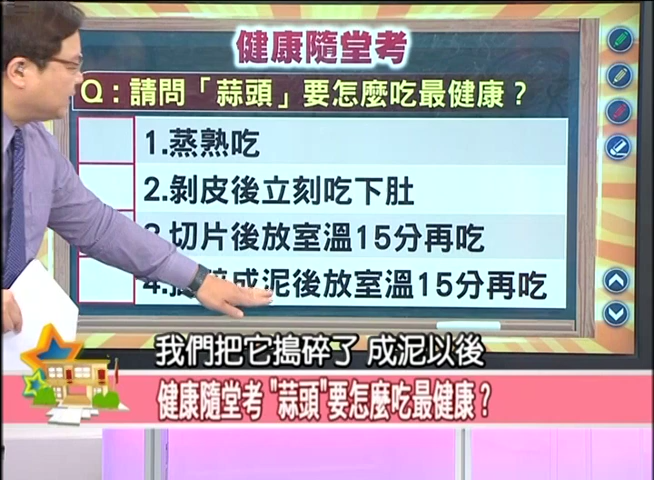 健康隨堂考
Q：請問「蒜頭」要怎麼吃最健康？
1.蒸熟吃
2.剝皮後立刻吃下肚
3.切片後放室溫15分再吃
4.搗碎成泥後放室溫15分再吃
我們把它搗碎了 成泥以後
健康隨堂考"蒜頭"要怎麼吃最健康？